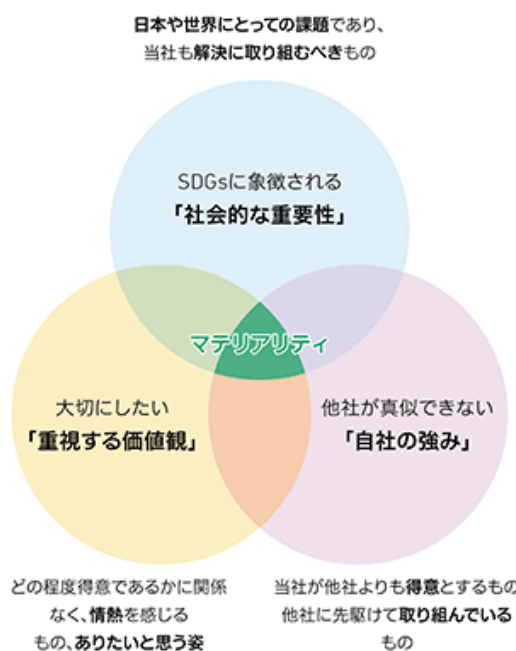 日本や世界にとっての課題であり、
当社も解決に取り組むべきもの
SDGsに象徴される
「社会的な重要性」
マテリアリティ
大切にしたい
「重視する価値観」
他社が真似できない
「自社の強み」
どの程度得意であるかに関係
なく、情熱を感じる
もの、ありたいと思う姿
当社が他社よりも得意とするもの
他社に先駆けて取り組んでいる
もの